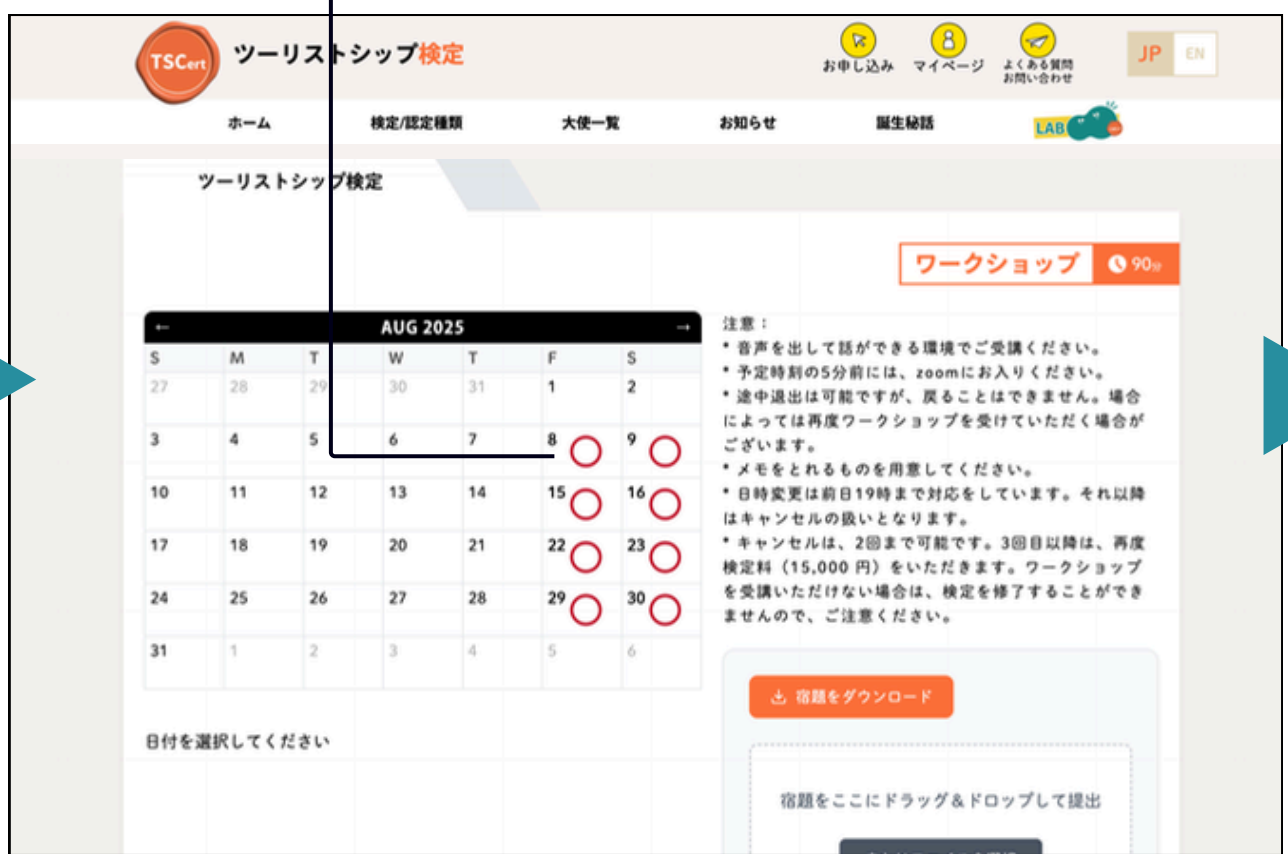 TSCert
ツーリストシップ検定
お申し込み
マイページ
よくある質問
お問い合わせ
JP EN
ホーム 検定/認定種類 大使一覧 お知らせ 誕生秘話 LAB
ツーリストシップ検定
ワークショップ 90分
← AUG 2025 →
S M T W T F S
27 28 29 30 31 1 2
3 4 5 6 7 8 9
10 11 12 13 14 15 16
17 18 19 20 21 22 23
24 25 26 27 28 29 30
31 1 2 3 4 5 6
日付を選択してください
注意：
* 音声を出して話ができる環境でご受講ください。
* 予定時刻の5分前には、zoomにお入りください。
* 途中退出は可能ですが、戻ることはできません。場合
によっては再度ワークショップを受けていただく場合が
ございます。
* メモをとれるものを用意してください。
* 日時変更は前日19時まで対応をしています。それ以降
はキャンセルの扱いとなります。
* キャンセルは、2回まで可能です。3回目以降は、再度
検定料（15,000 円）をいただきます。ワークショップ
を受講いただけない場合は、検定を修了することができ
ませんので、ご注意ください。
宿題をダウンロード
宿題をここにドラッグ＆ドロップして提出